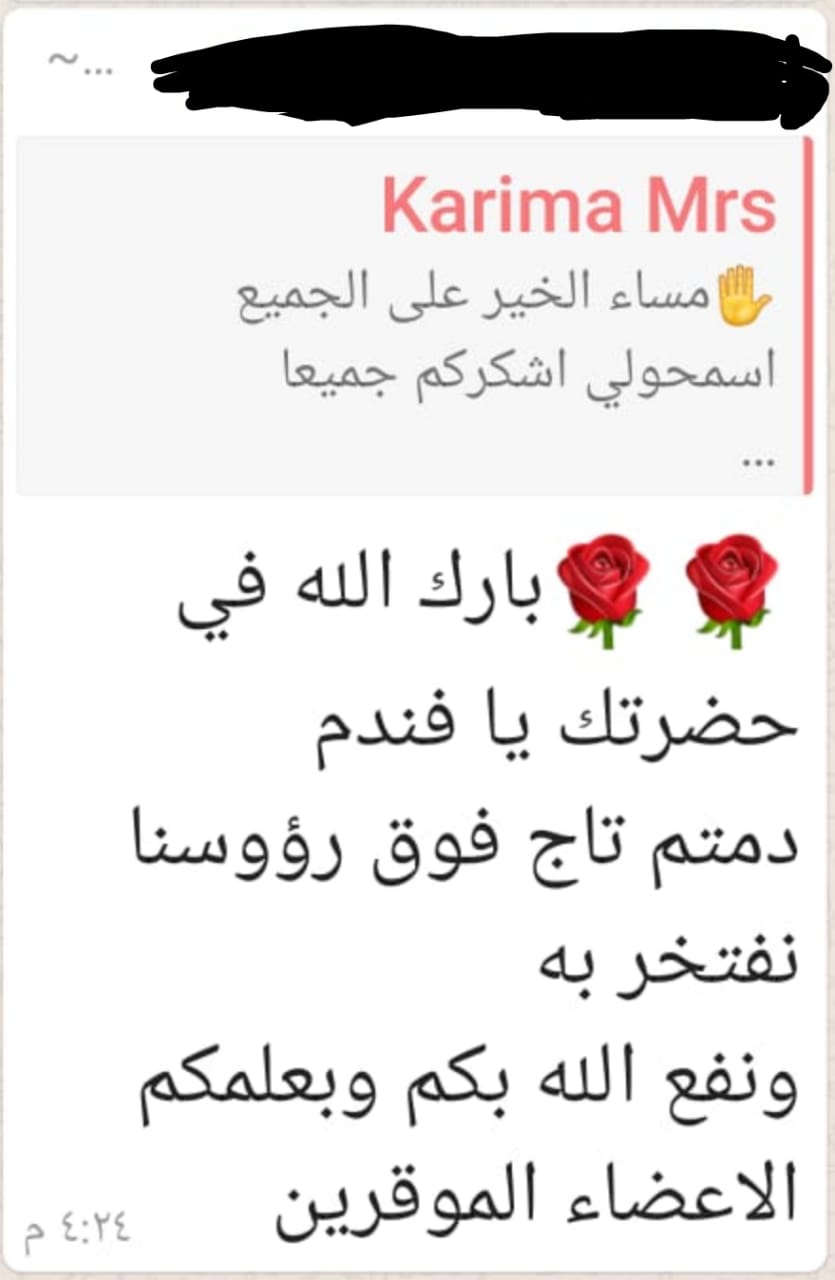 ~...
Karima Mrs
✋مساء الخير على الجميع
اسمحولي اشكركم جميعا
...
🌹 🌹بارك الله في
حضرتك يا فندم
دمتم تاج فوق رؤوسنا
نفتخر به
ونفع الله بكم وبعلمكم
الاعضاء الموقرين
٤:٢٤ م